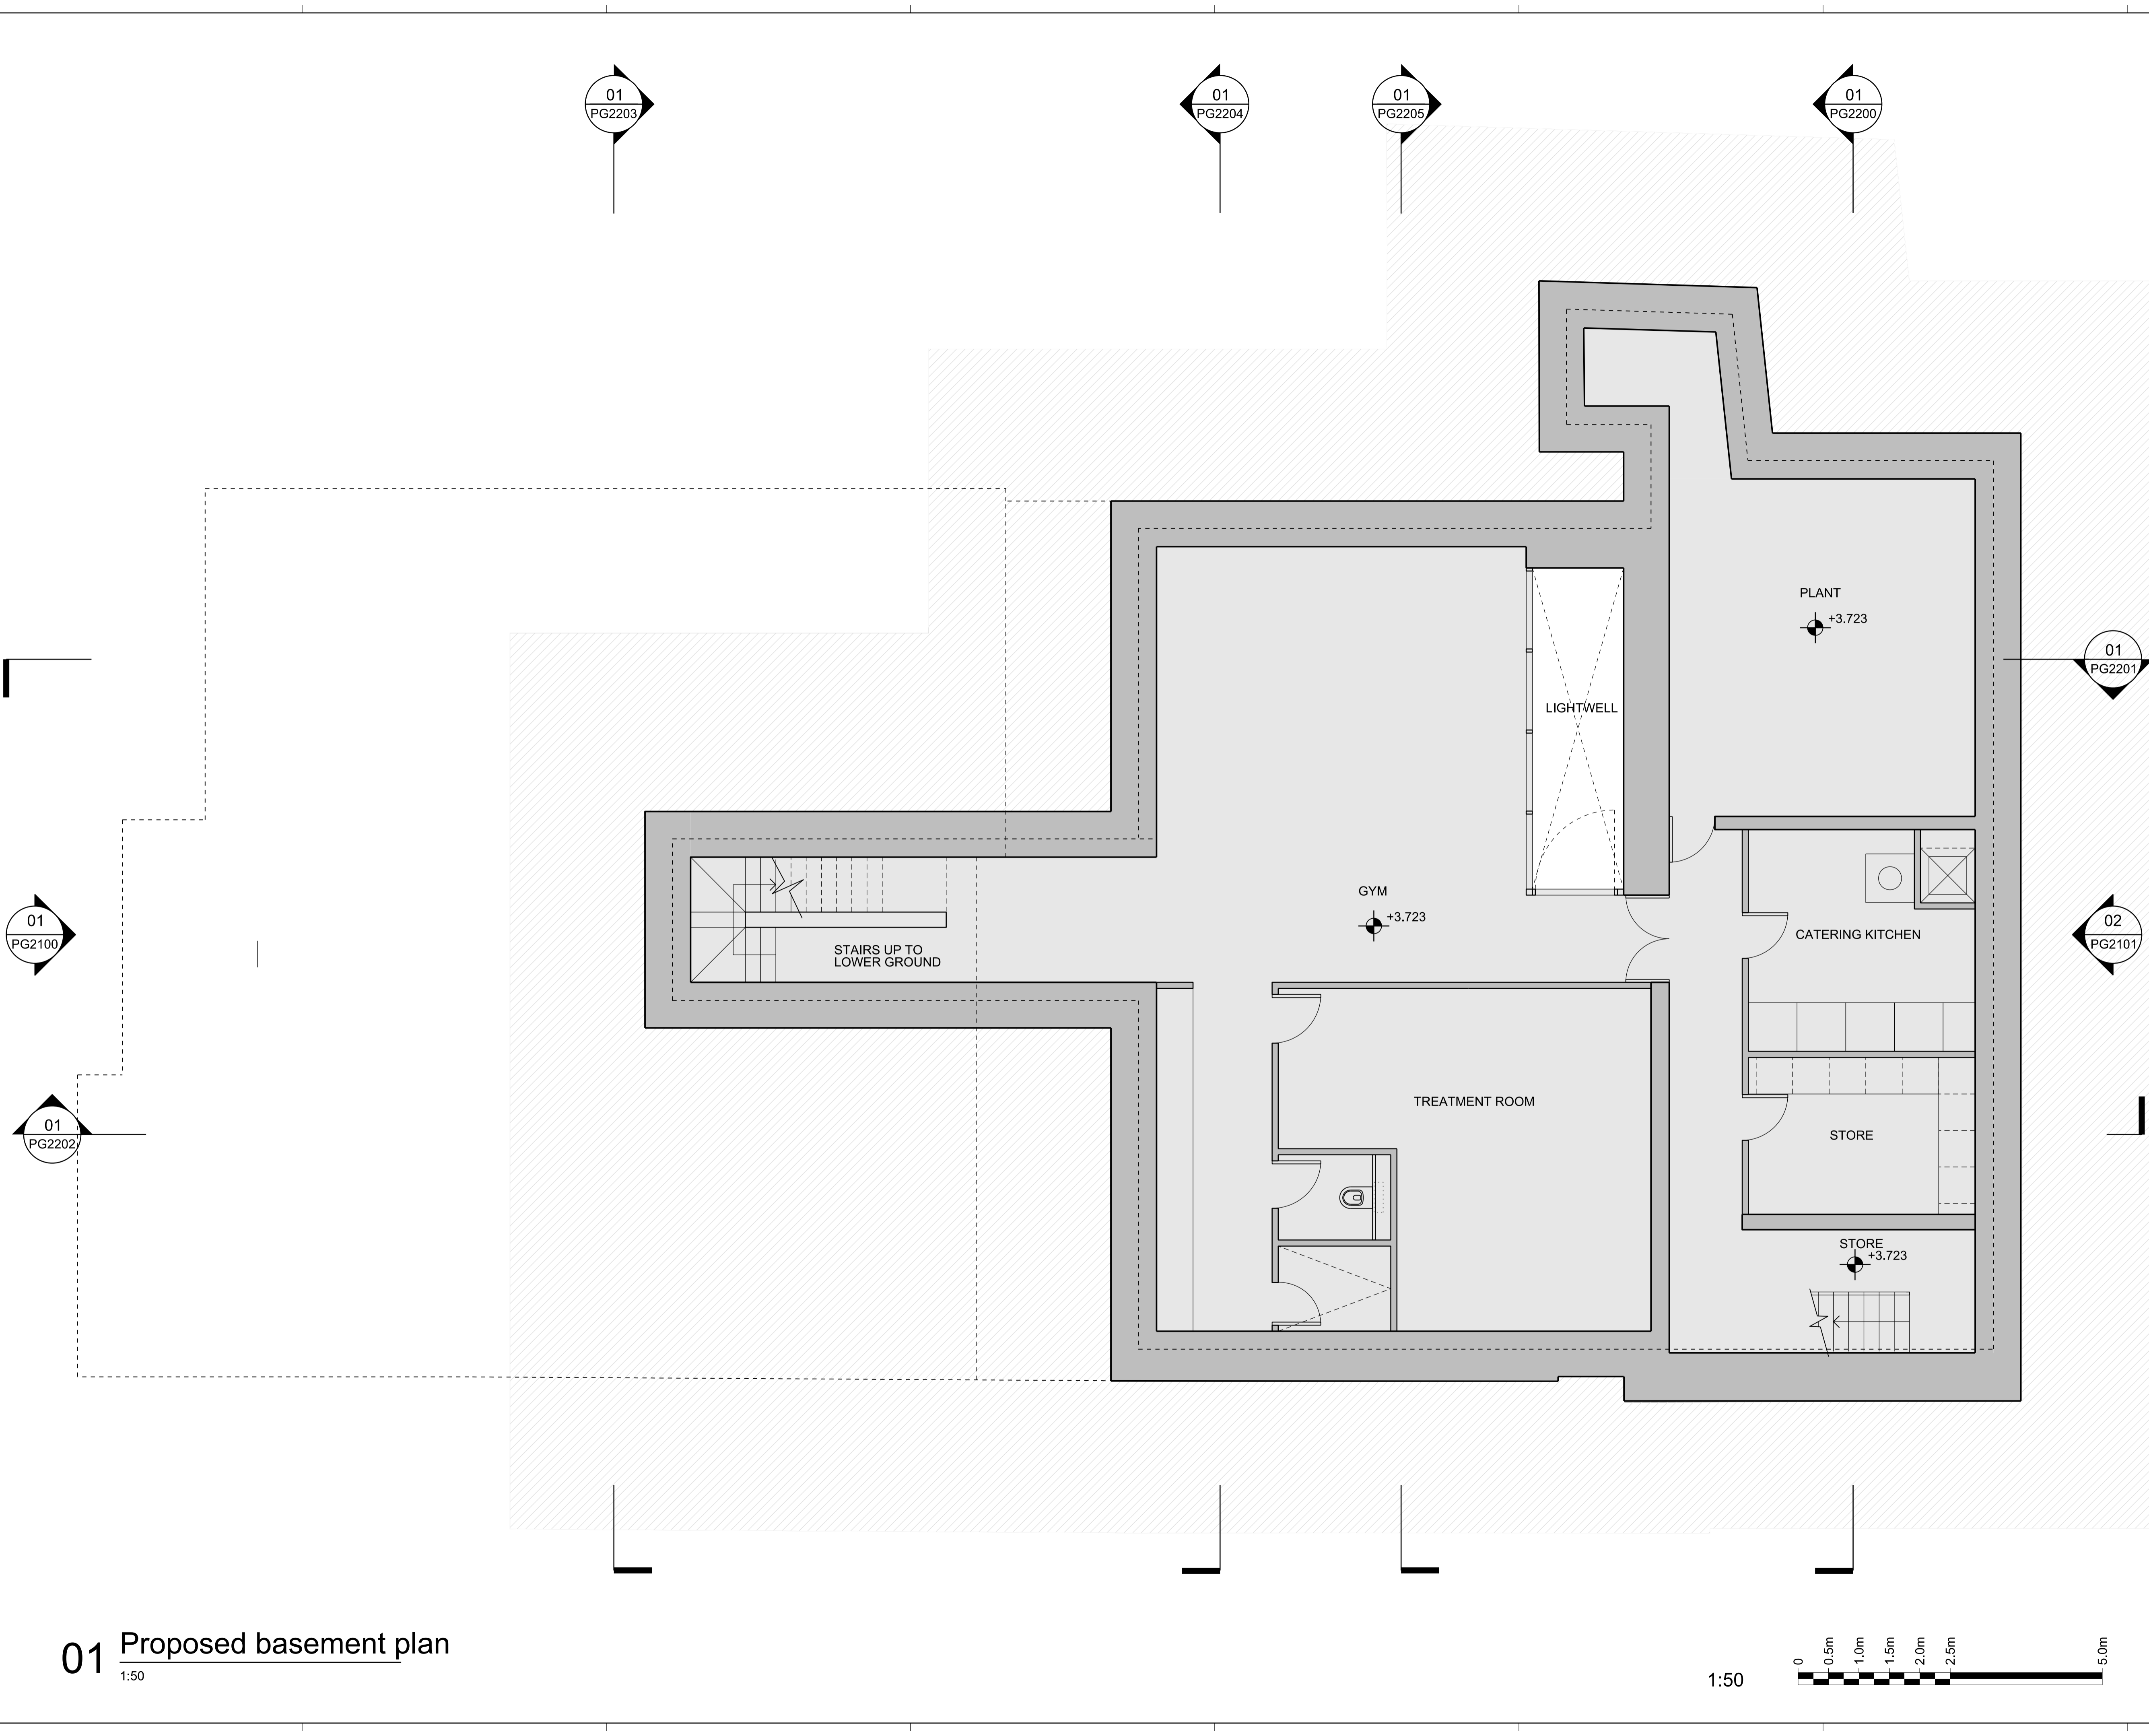 01
PG2203
01
PG2204
01
PG2205
01
PG2200
PLANT
+3.723
01
PG2201
LIGHTWELL
GYM
+3.723
01
PG2100
STAIRS UP TO
LOWER GROUND
CATERING KITCHEN
02
PG2101
TREATMENT ROOM
01
PG2202
STORE
STORE
+3.723
01 Proposed basement plan
1:50
1:50
0
0.5m
1.0m
1.5m
2.0m
2.5m
5.0m